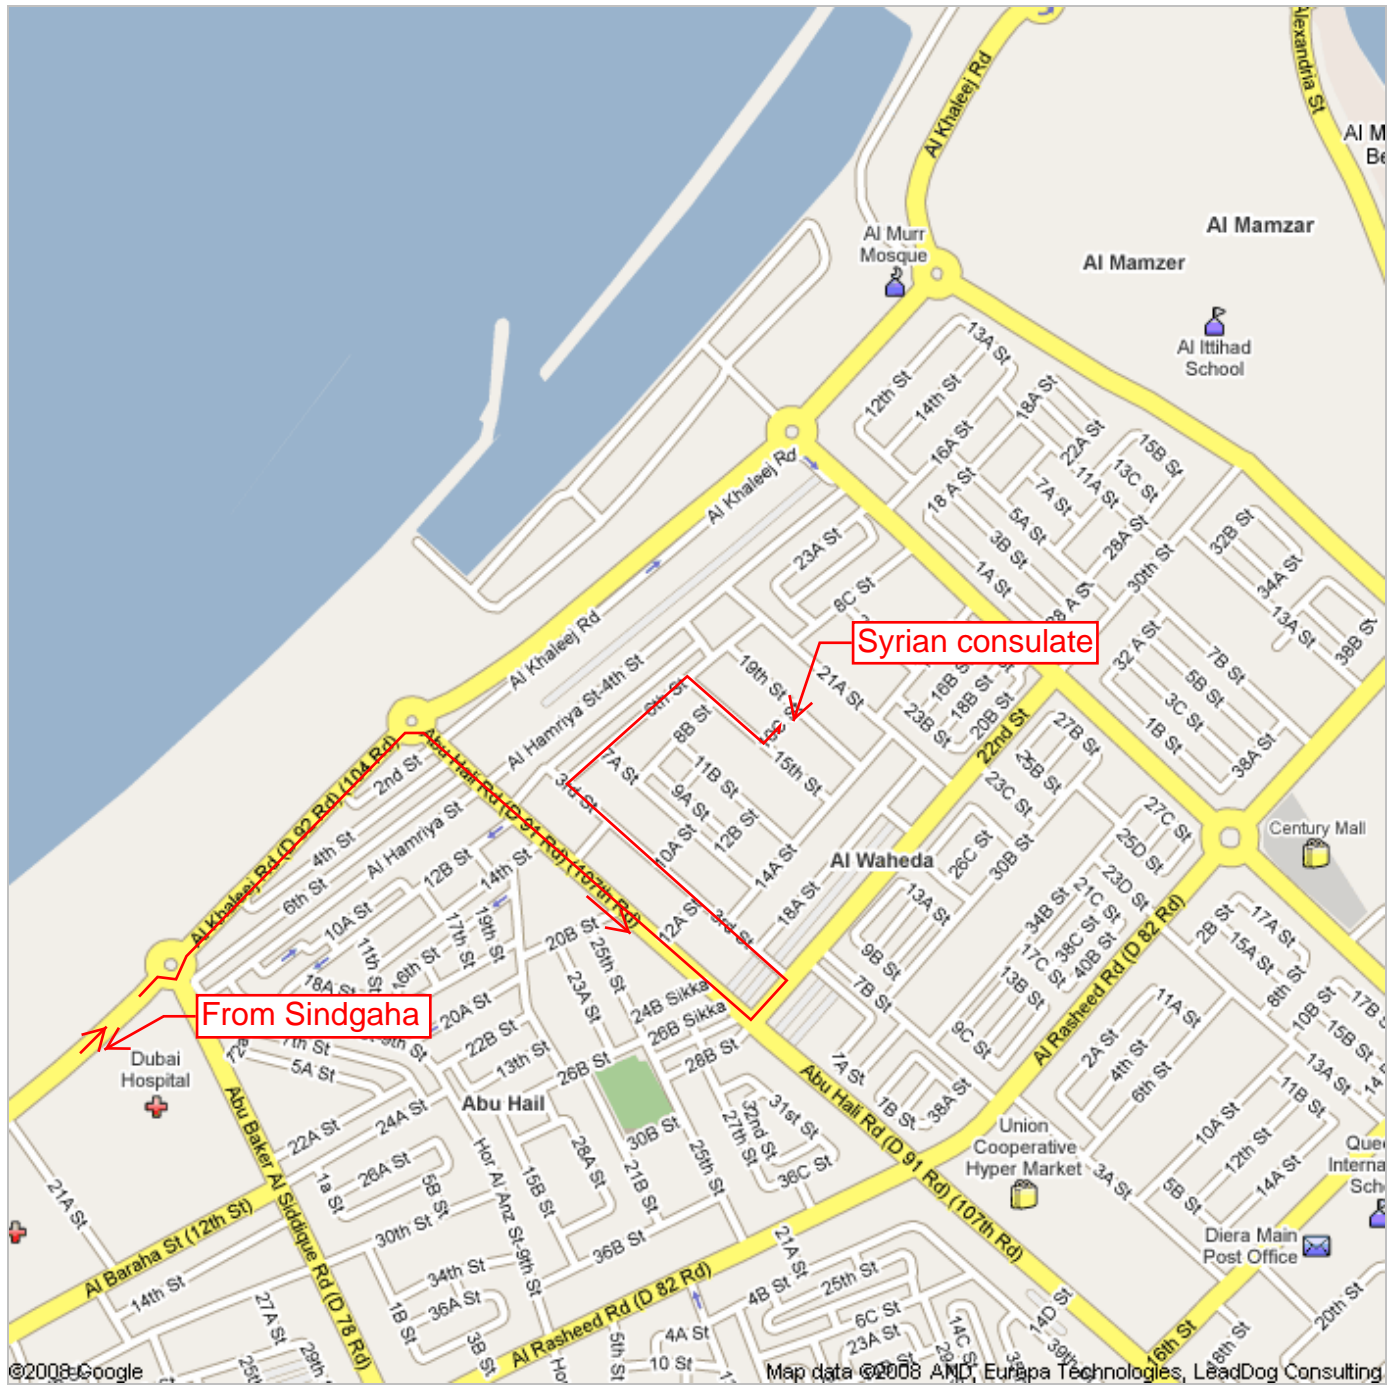 Al Khaleej Rd
Alexandria St
Al M
Be
Al Murr
Mosque
Al Mamzar
Al Mamzer
Al Ittihad
School
13A St
12th St
14th St
18A St
16A St
22A St
15B St
11A St
13C St
7A St
18 A St
5A St
28A St
3B St
1A St
30th St
32B St
34A St
13A St
38B St
Al Khaleej Rd
23A St
8C St
Al Khaleej Rd
Syrian consulate
19th St
21A St
16B St
18B St
20B St
23B St
22nd St
32 A St
7B St
5B St
3C St
1B St
38A St
Al Hamriya St-4th St
8th St
8B St
15th St
7A St
11B St
9A St
12B St
10A St
14A St
3rd St
27B St
25B St
23C St
26C St
30B St
27C St
25D St
23D St
21C St
Century Mall
Al Waheda
Abu Hali Rd (D 91 Rd) (107th Rd)
2nd St
Al Khaleej Rd (D 92 Rd) (104 Rd)
4th St
Al Hamriya St
6th St
12B St
14th St
10A St
17th St
19th St
11th St
18A St
20B St
25th St
23A St
12A St
3rd St
18A St
13A St
9B St
7B St
34B St
38C St
40B St
17C St
13B St
9C St
Al Rasheed Rd (D 82 Rd)
2B St
17A St
15A St
8th St
10B St
17B S
15B St
13A St
11A St
2A St
4th St
6th St
11B St
10A St
12th St
14A St
From Sindgaha
Dubai
Hospital
20A St
22B St
24B Sikka
26B Sikka
28B St
13th St
26B St
5A St
Abu Hail
22A St
24A St
26A St
1a St
5B St
30B St
28A St
15B St
21B St
25th St
27th St
32nd St
31st St
36C St
7A St
1B St
38A St
Union
Cooperative
Hyper Market
3A St
5B St
Quee
Interna
Sch
Diera Main
Post Office
21A St
Al Baraha St (12th St)
14th St
Abu Baker Al Siddique Rd (D 78 Rd)
30th St
Hor Al Anz St-9th St
36B St
34th St
36A St
1B St
3B St
27A St
29th
25th
Al Rasheed Rd (D 82 Rd)
Abu Hali Rd (D 91 Rd) (107th Rd)
21A St
4B St
25th St
6C St
23A St
4A St
5th St
10 St
14C St
14D St
39th
16th St
18th St
20th St
©2008 Google
Map data ©2008 AND, Europa Technologies, LeadDog Consulting